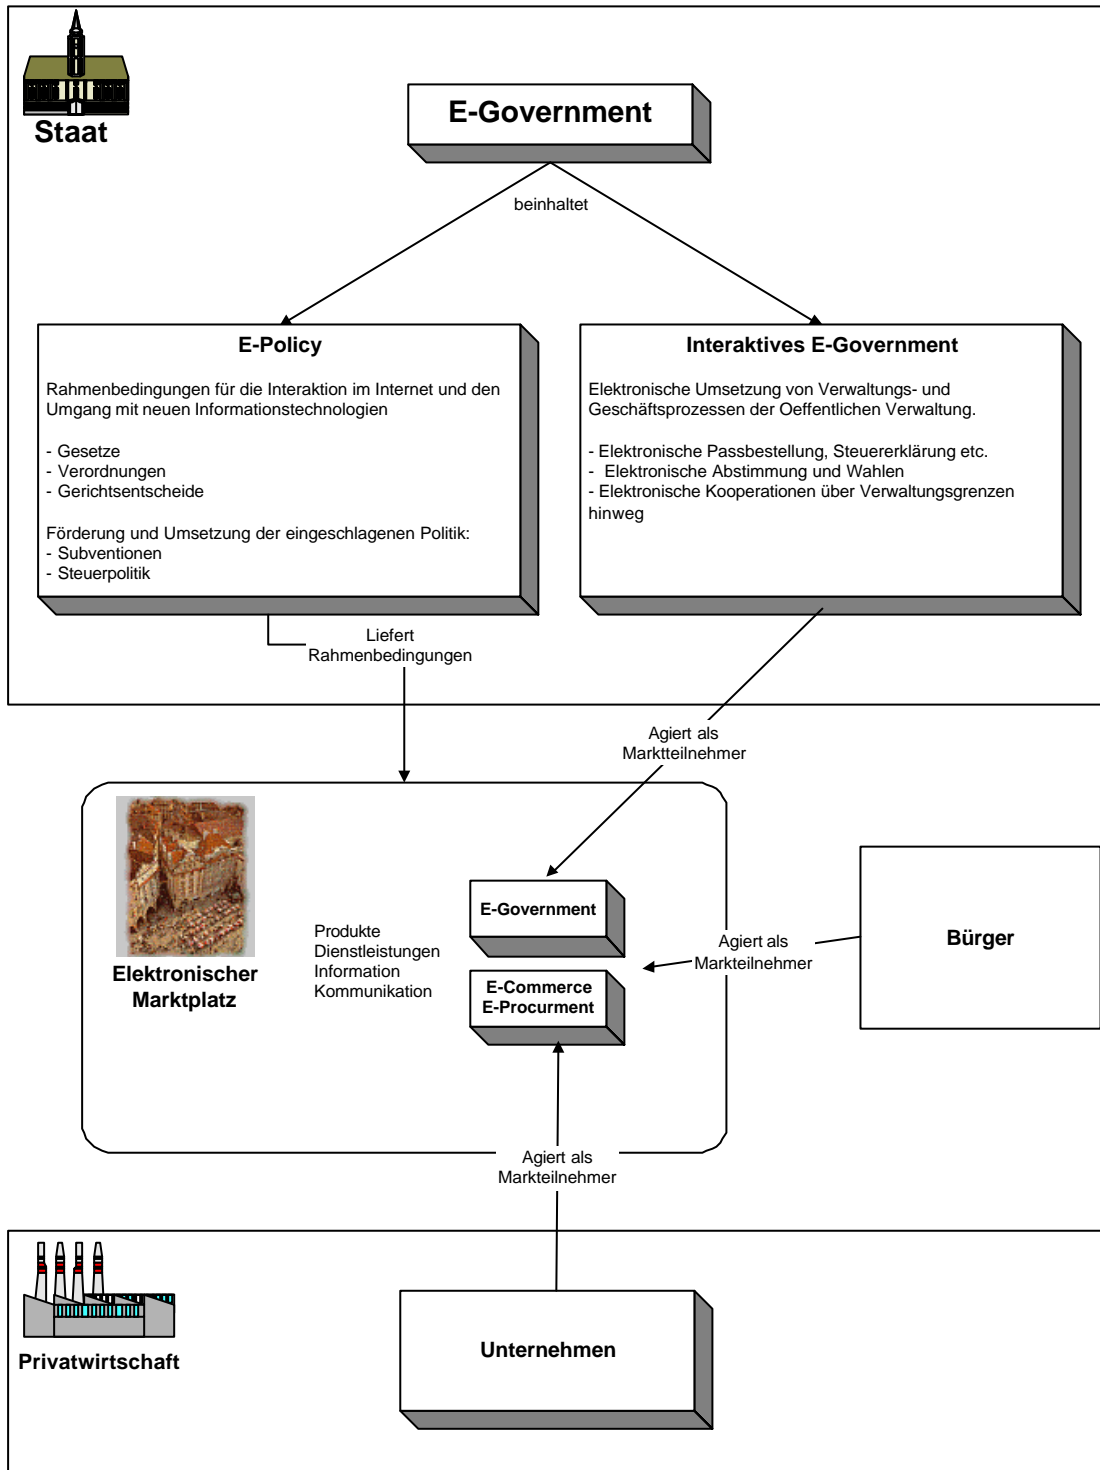 Staat
E-Government
beinhaltet
E-Policy
Rahmenbedingungen für die Interaktion im Internet und den
Umgang mit neuen Informationstechnologien
- Gesetze
- Verordnungen
- Gerichtsentscheide
Förderung und Umsetzung der eingeschlagenen Politik:
- Subventionen
- Steuerpolitik
Interaktives E-Government
Elektronische Umsetzung von Verwaltungs- und
Geschäftsprozessen der Oeffentlichen Verwaltung.
- Elektronische Passbestellung, Steuererklärung etc.
- Elektronische Abstimmung und Wahlen
- Elektronische Kooperationen über Verwaltungsgrenzen
hinweg
Liefert
Rahmenbedingungen
Agiert als
Marktteilnehmer
Elektronischer
Marktplatz
Produkte
Dienstleistungen
Information
Kommunikation
E-Government
E-Commerce
E-Procurment
Agiert als
Markteilnehmer
Bürger
Agiert als
Markteilnehmer
Privatwirtschaft
Unternehmen